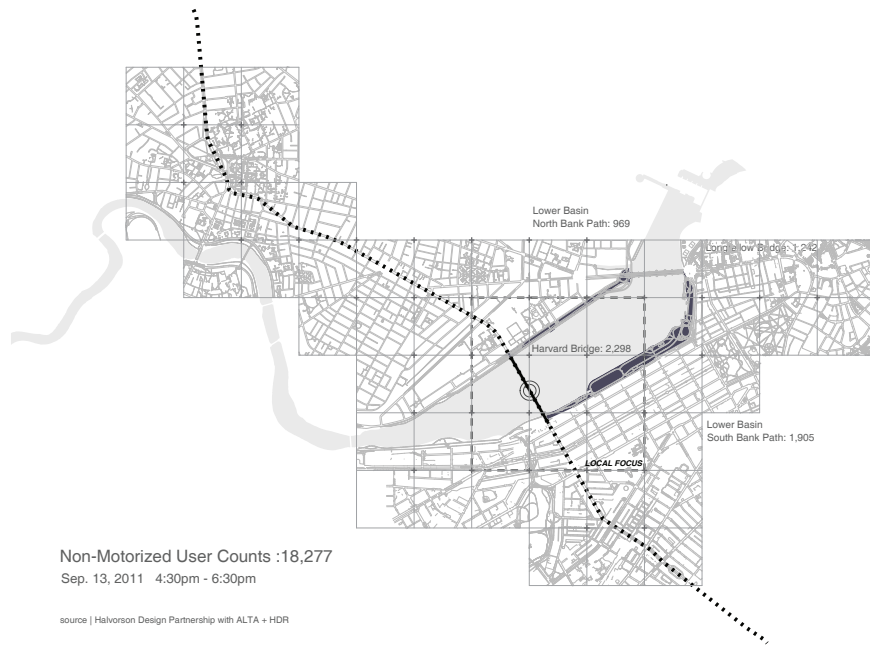 Lower Basin
North Bank Path: 969
Longfellow Bridge: 1,242
Harvard Bridge: 2,298
Lower Basin
South Bank Path: 1,905
LOCAL FOCUS
Non-Motorized User Counts :18,277
Sep. 13, 2011 4:30pm - 6:30pm
source | Halvorson Design Partnership with ALTA + HDR